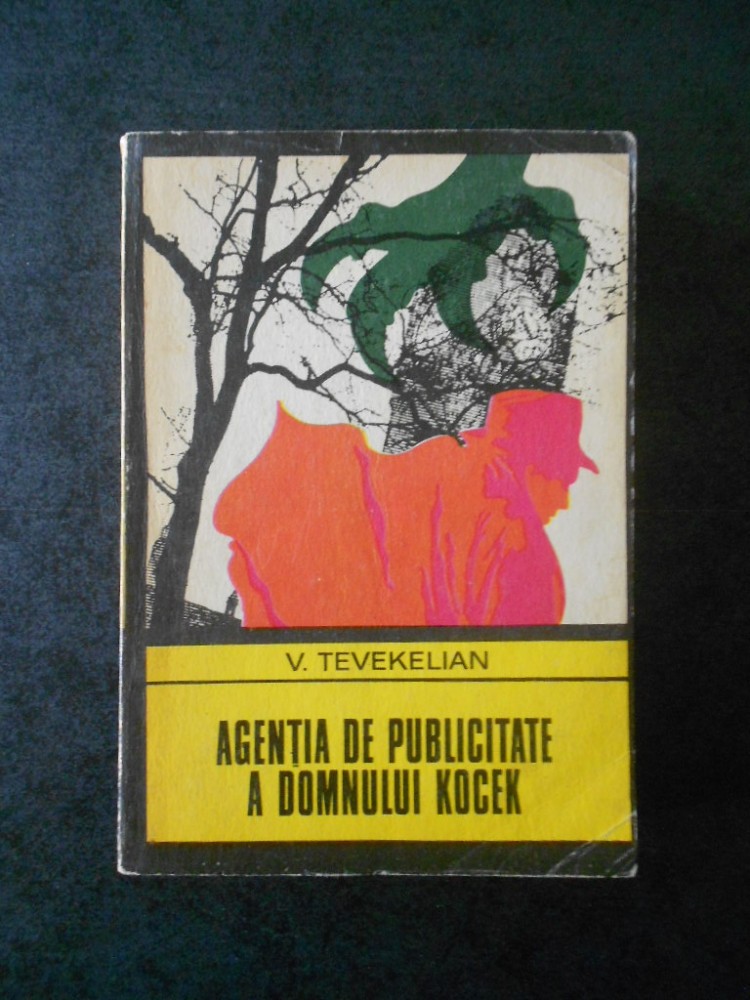 V. TEVEKELIAN
AGENȚIA DE PUBLICITATE
A DOMNULUI KOCEK